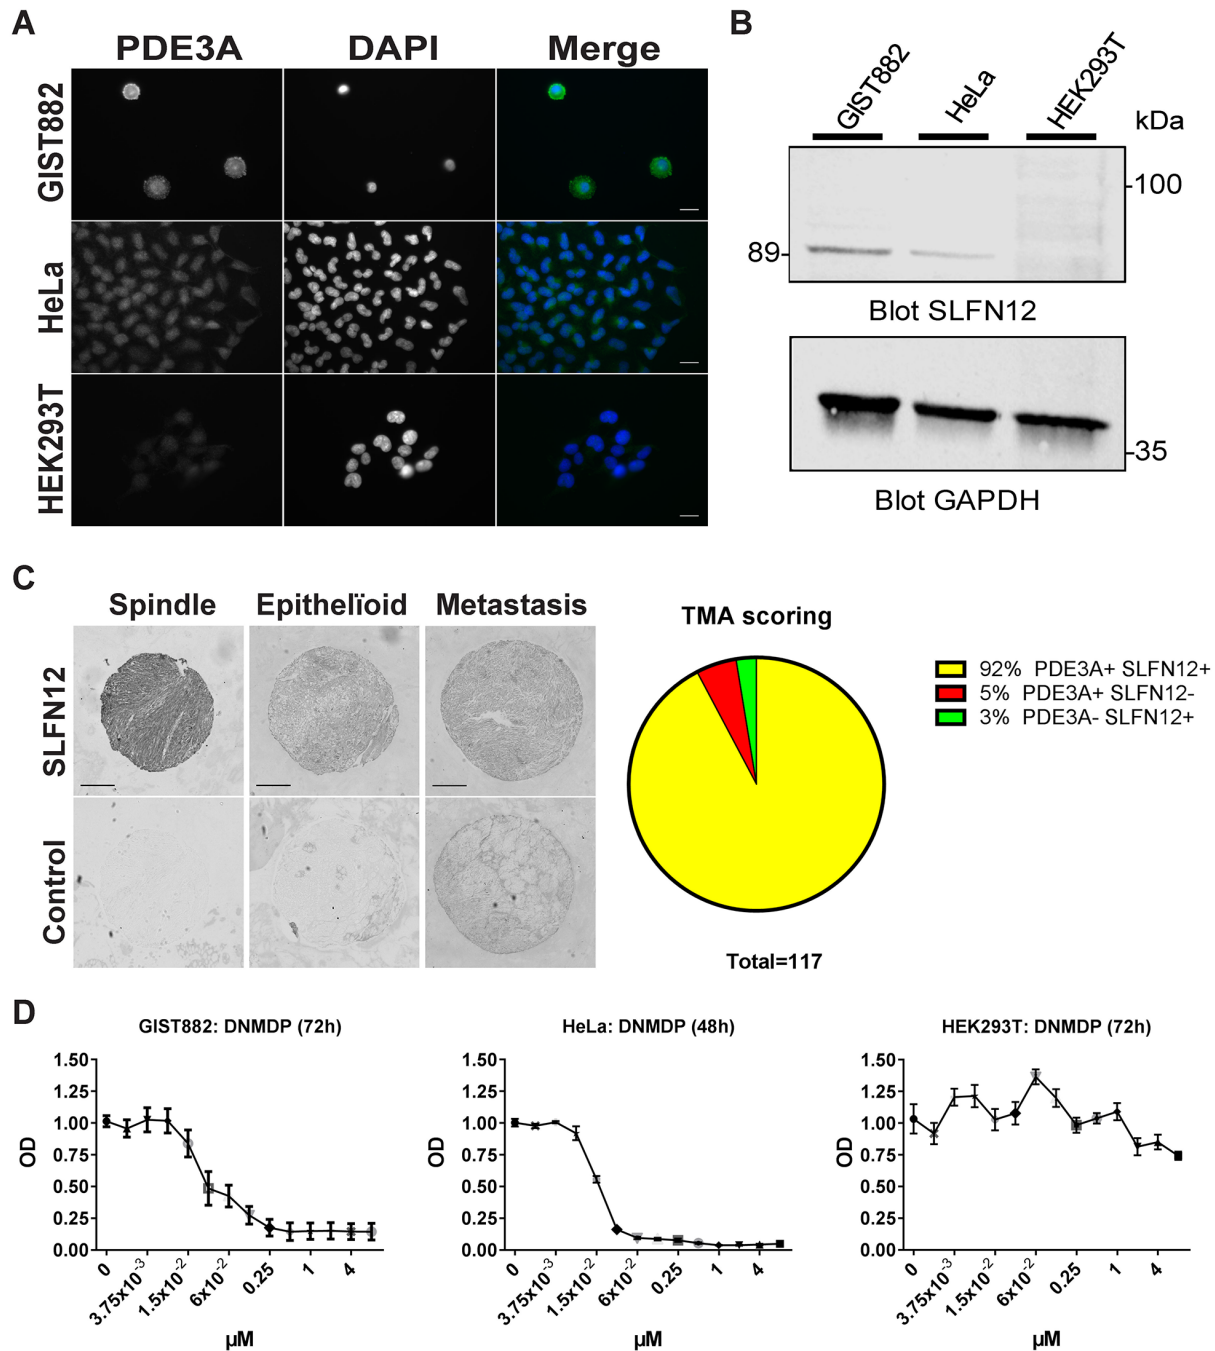 A
PDE3A DAPI Merge
GIST882
HeLa
HEK293T
B
GIST882 HeLa HEK293T
kDa
-100
89-
Blot SLFN12
-35
Blot GAPDH
C
Spindle Epithelïoid Metastasis
SLFN12
Control
TMA scoring
92% PDE3A+ SLFN12+
5% PDE3A+ SLFN12-
3% PDE3A- SLFN12+
Total=117
D
GIST882: DNMDP (72h)
OD
1.50
1.25
1.00
0.75
0.50
0.25
0.00
0 3.75x10⁻³ 1.5x10⁻² 6x10⁻² 0.25 1 4
µM
HeLa: DNMDP (48h)
OD
1.50
1.25
1.00
0.75
0.50
0.25
0.00
0 3.75x10⁻³ 1.5x10⁻² 6x10⁻² 0.25 1 4
µM
HEK293T: DNMDP (72h)
OD
1.50
1.25
1.00
0.75
0.50
0.25
0.00
0 3.75x10⁻³ 1.5x10⁻² 6x10⁻² 0.25 1 4
µM